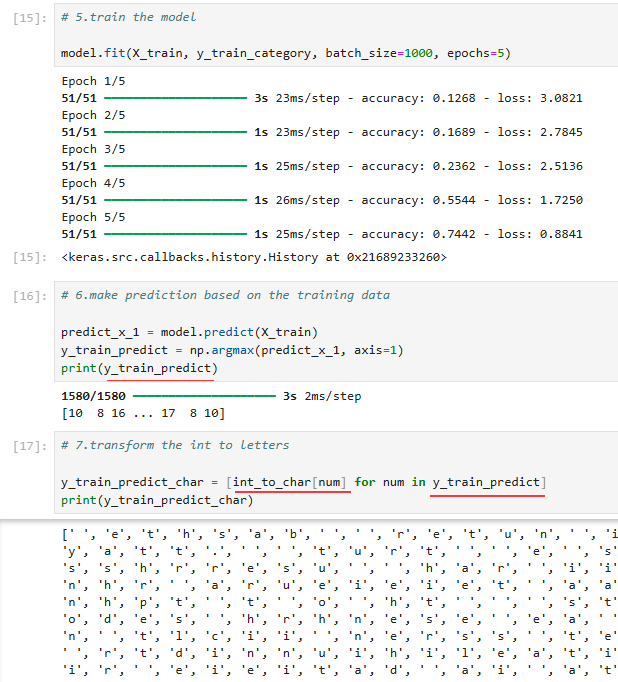 [15]: # 5.train the model
model.fit(X_train, y_train_category, batch_size=1000, epochs=5)
Epoch 1/5
51/51 ━━━━━━━━━━━━━━━━━━━━ 3s 23ms/step - accuracy: 0.1268 - loss: 3.0821
Epoch 2/5
51/51 ━━━━━━━━━━━━━━━━━━━━ 1s 23ms/step - accuracy: 0.1689 - loss: 2.7845
Epoch 3/5
51/51 ━━━━━━━━━━━━━━━━━━━━ 1s 25ms/step - accuracy: 0.2362 - loss: 2.5136
Epoch 4/5
51/51 ━━━━━━━━━━━━━━━━━━━━ 1s 26ms/step - accuracy: 0.5544 - loss: 1.7250
Epoch 5/5
51/51 ━━━━━━━━━━━━━━━━━━━━ 1s 25ms/step - accuracy: 0.7442 - loss: 0.8841
[15]: <keras.src.callbacks.history.History at 0x21689233260>
[16]: # 6.make prediction based on the training data
predict_x_1 = model.predict(X_train)
y_train_predict = np.argmax(predict_x_1, axis=1)
print(y_train_predict)
1580/1580 ━━━━━━━━━━━━━━━━━━━━ 3s 2ms/step
[10  8 16 ... 17  8 10]
[17]: # 7.transform the int to letters
y_train_predict_char = [int_to_char[num] for num in y_train_predict]
print(y_train_predict_char)
[' ', 'e', 't', 'h', 's', 'a', 'b', ' ', ' ', 'r', 'e', 't', 'u', 'n', ' ', 'i
'y', 'a', 't', 't', '.', ' ', ' ', 't', 'u', 'r', 't', ' ', ' ', 'e', ' ', 's
's', 's', 'h', 'r', 'r', 'e', 's', 'u', ' ', ' ', 'h', 'a', 'r', ' ', 'i', 'i
'n', 'h', 'r', ' ', 'a', 'r', 'u', 'e', 'i', 'e', 'i', 'e', 't', ' ', 'a', 'a
'n', 'h', 'p', 't', ' ', 't', ' ', 'o', ' ', 'h', 't', ' ', ' ', ' ', 's', 't
'o', 'd', 'e', 's', ' ', 'h', 'r', 'h', 'n', 'e', 's', 'e', ' ', 'e', 'a', ' '
'n', ' ', 't', 'l', 'c', 'i', 'i', ' ', 'n', 'e', 'r', 's', 's', ' ', 't', 'e
' ', 'r', 't', 'd', 'i', 'n', 'n', 'u', 'i', 'h', 'i', 'l', 'e', 'a', 't', 'i
'i', 'r', ' ', 'e', 'i', 'e', 'i', 't', 'a', 'd', ' ', 'a', 'i', ' ', 'a', 't